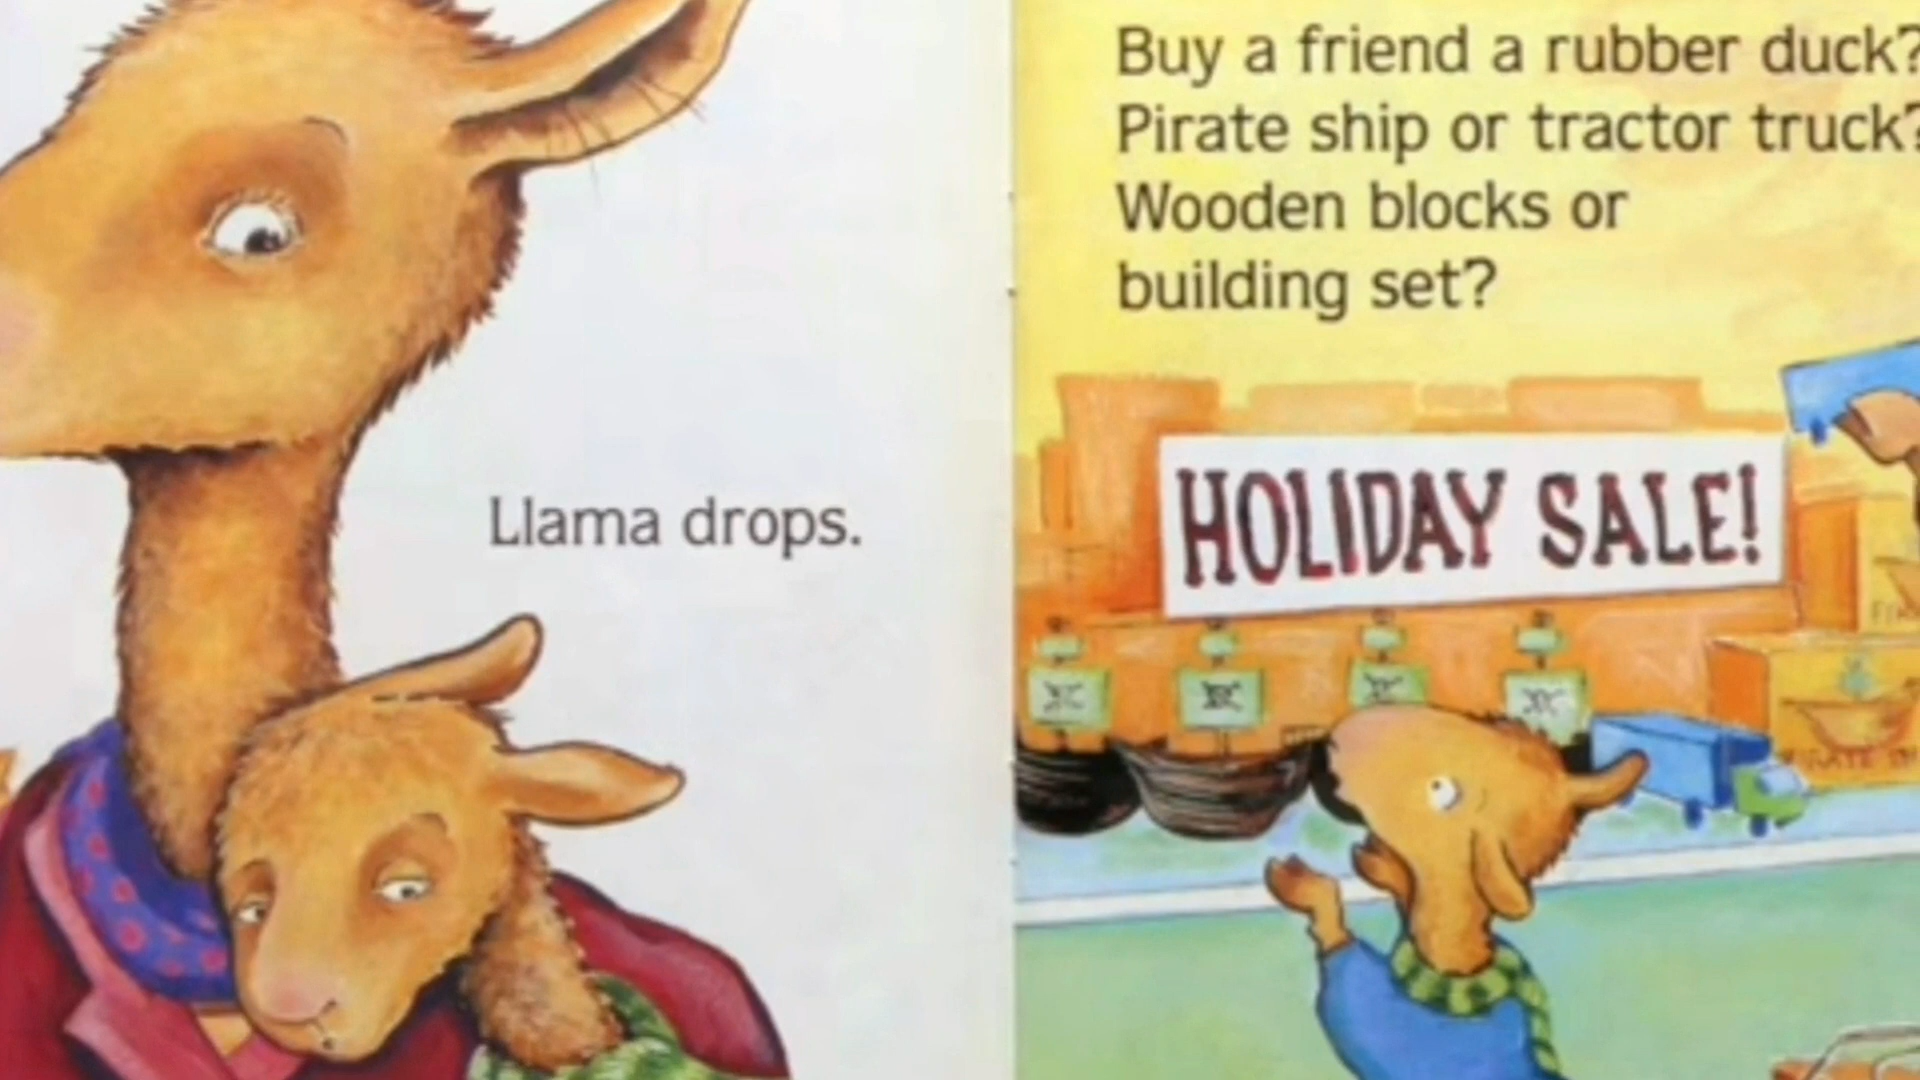 Llama drops.
Buy a friend a rubber duck?
Pirate ship or tractor truck?
Wooden blocks or
building set?
HOLIDAY SALE!